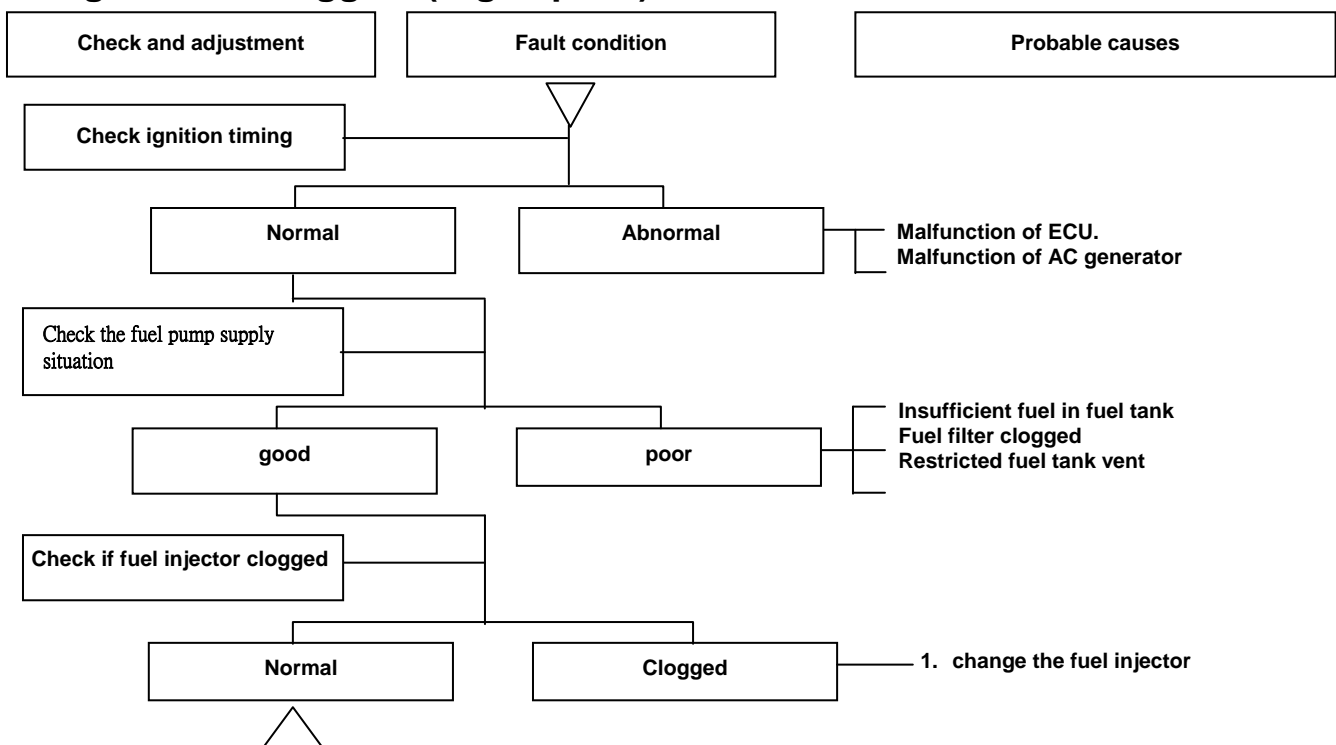 Check and adjustment
Fault condition
Probable causes
Check ignition timing
Normal
Abnormal
Malfunction of ECU.
Malfunction of AC generator
Check the fuel pump supply
situation
Insufficient fuel in fuel tank
Fuel filter clogged
Restricted fuel tank vent
good
poor
Check if fuel injector clogged
Normal
Clogged
1. change the fuel injector